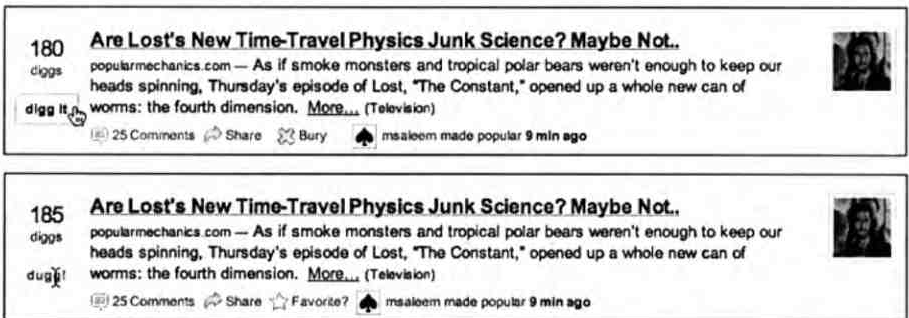 180
diggs
digg it
Are Lost's New Time-Travel Physics Junk Science? Maybe Not..
popularmechanics.com — As if smoke monsters and tropical polar bears weren't enough to keep our
heads spinning, Thursday's episode of Lost, "The Constant," opened up a whole new can of
worms: the fourth dimension. More... (Television)
25 Comments Share Bury msaleem made popular 9 min ago
185
diggs
dugg!
Are Lost's New Time-Travel Physics Junk Science? Maybe Not..
popularmechanics.com — As if smoke monsters and tropical polar bears weren't enough to keep our
heads spinning, Thursday's episode of Lost, "The Constant," opened up a whole new can of
worms: the fourth dimension. More... (Television)
25 Comments Share Favorite? msaleem made popular 9 min ago